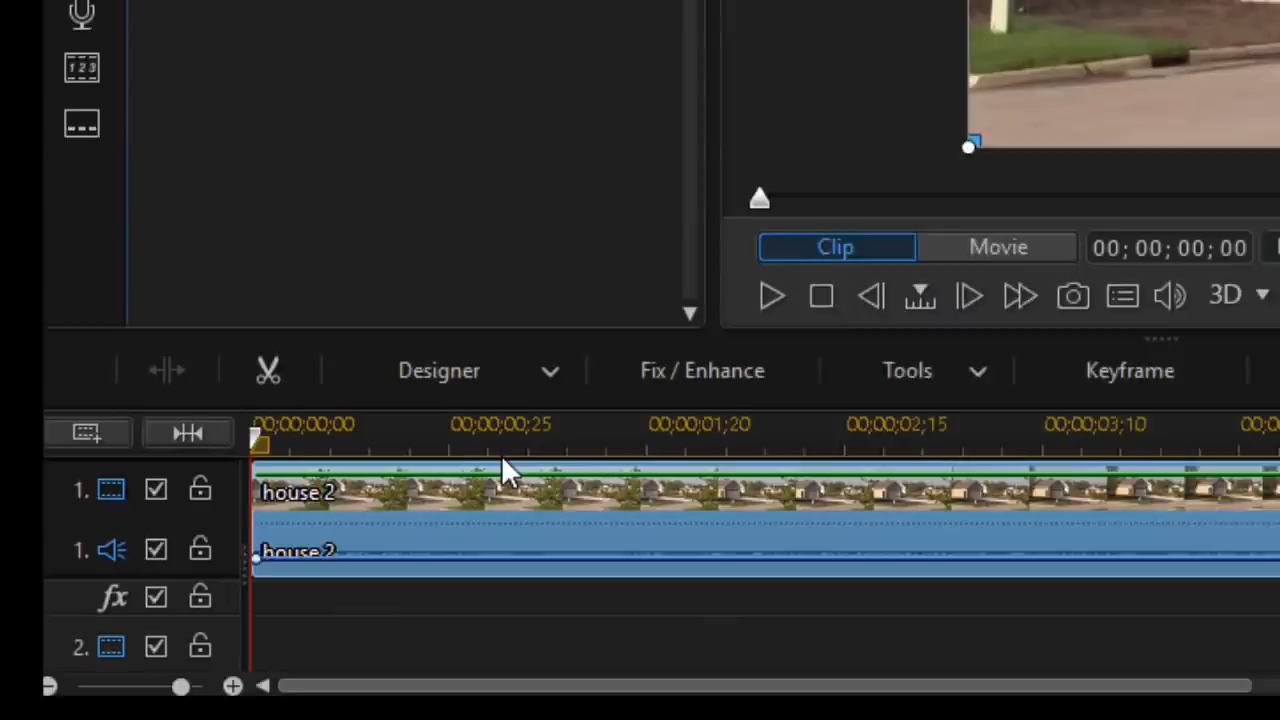 123
Clip Movie 00;00;00;00
3D
Designer Fix / Enhance Tools Keyframe
00;00;00;00 00;00;00;25 00;00;01;20 00;00;02;15 00;00;03;10
1. house 2
1. house 2
fx
2.